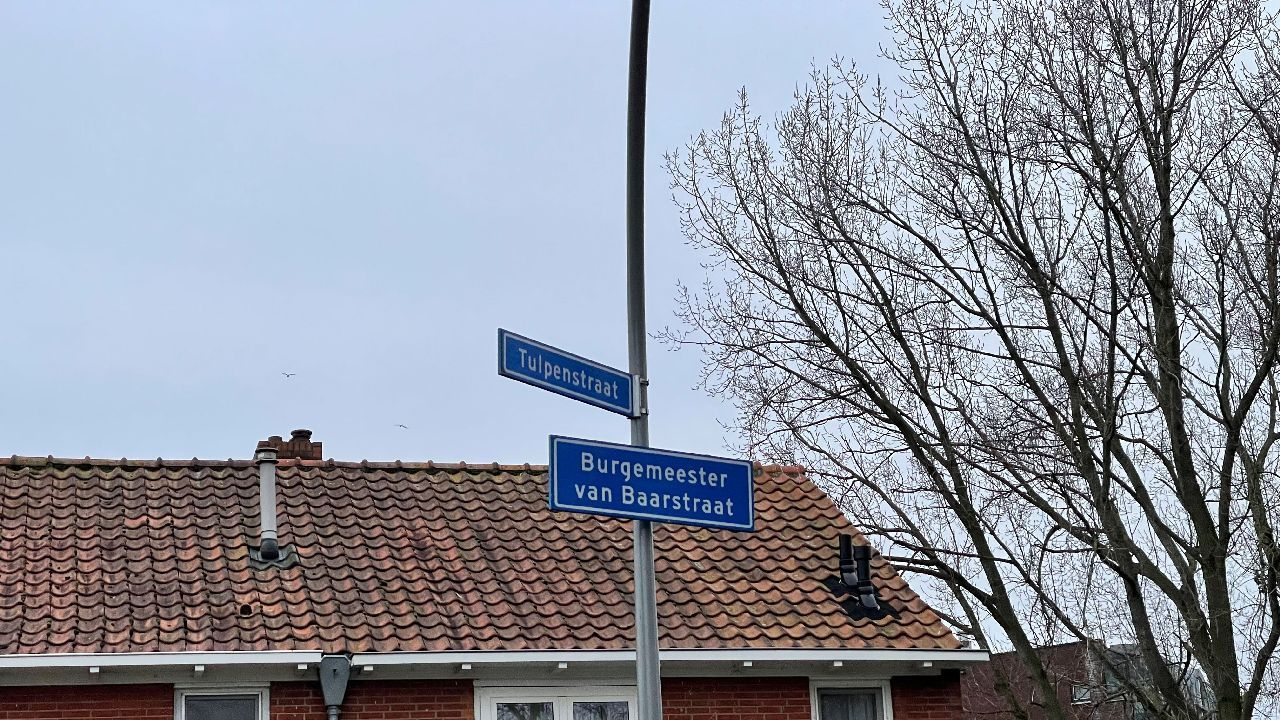 Tulpenstraat
Burgemeester
van Baarstraat